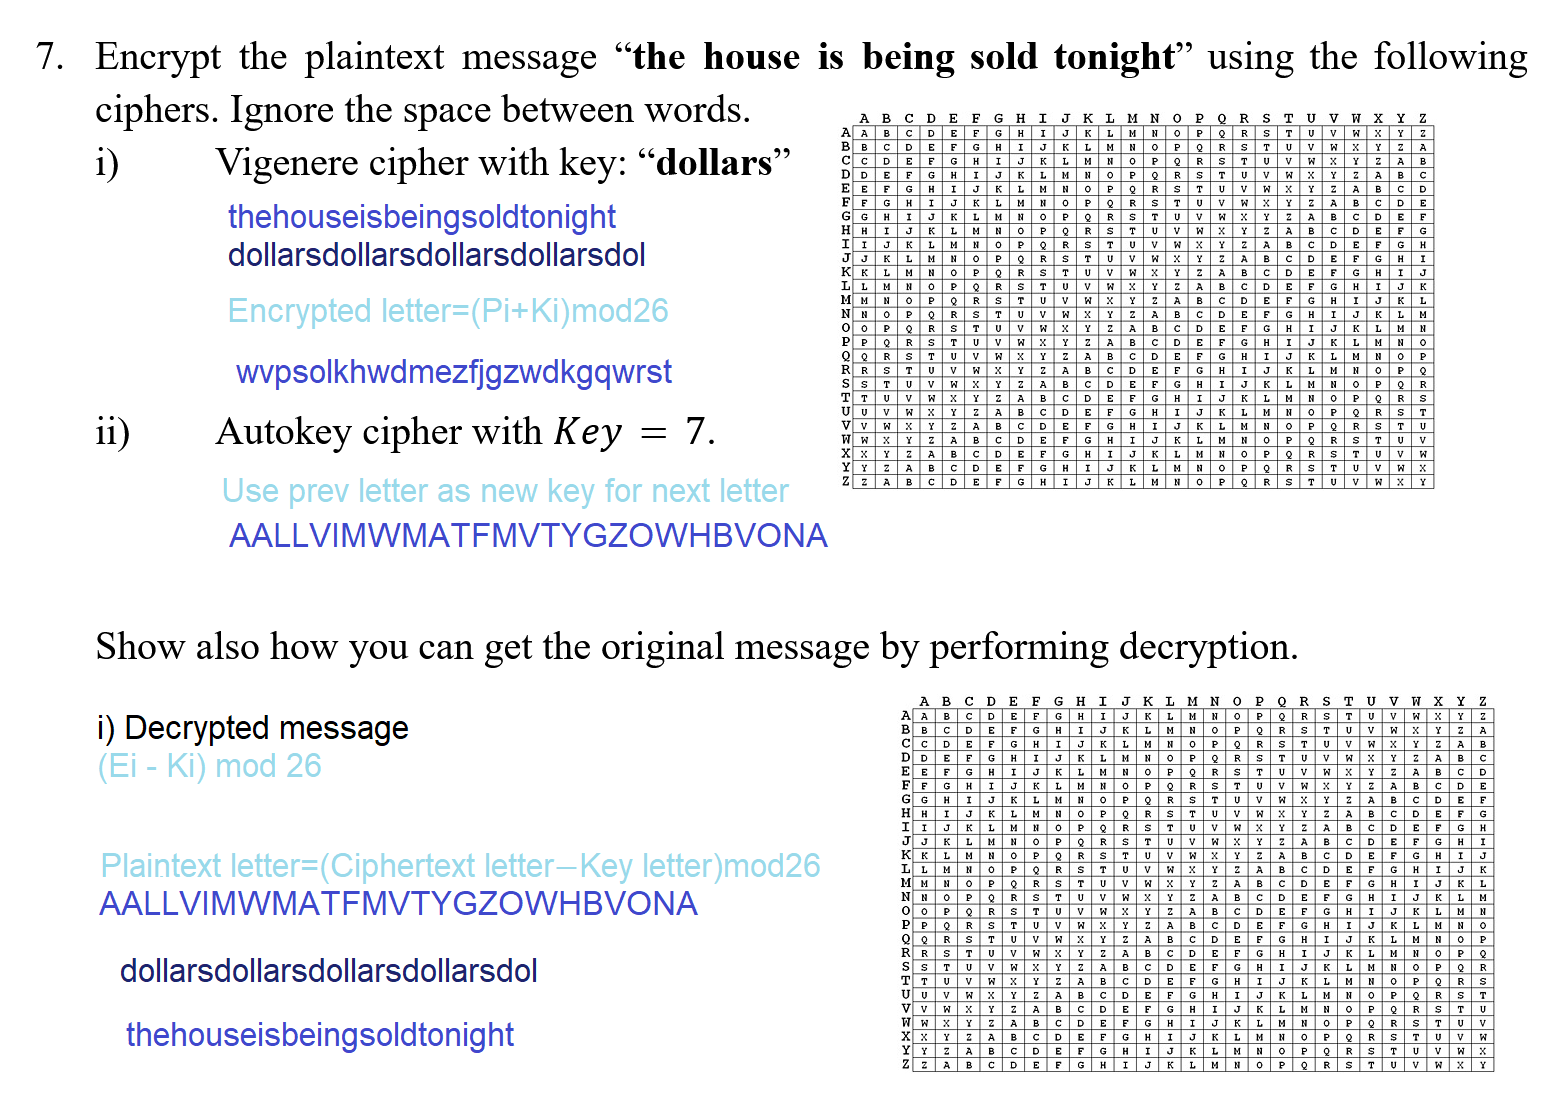 7. Encrypt the plaintext message “the house is being sold tonight” using the following
ciphers. Ignore the space between words.
i) Vigenere cipher with key: “dollars”
thehouseisbeingsoldtonight
dollarsdollarsdollarsdollarsdol
Encrypted letter=(Pi+Ki)mod26
wvpsolkhwdmezfjgzwdkgqwrst
ii) Autokey cipher with Key = 7.
Use prev letter as new key for next letter
AALLVIMWMATFMVTYGZOWHBVONA
A B C D E F G H I J K L M N O P Q R S T U V W X Y Z
A A B C D E F G H I J K L M N O P Q R S T U V W X Y Z
B B C D E F G H I J K L M N O P Q R S T U V W X Y Z A
C C D E F G H I J K L M N O P Q R S T U V W X Y Z A B
D D E F G H I J K L M N O P Q R S T U V W X Y Z A B C
E E F G H I J K L M N O P Q R S T U V W X Y Z A B C D
F F G H I J K L M N O P Q R S T U V W X Y Z A B C D E
G G H I J K L M N O P Q R S T U V W X Y Z A B C D E F
H H I J K L M N O P Q R S T U V W X Y Z A B C D E F G
I I J K L M N O P Q R S T U V W X Y Z A B C D E F G H
J J K L M N O P Q R S T U V W X Y Z A B C D E F G H I
K K L M N O P Q R S T U V W X Y Z A B C D E F G H I J
L L M N O P Q R S T U V W X Y Z A B C D E F G H I J K
M M N O P Q R S T U V W X Y Z A B C D E F G H I J K L
N N O P Q R S T U V W X Y Z A B C D E F G H I J K L M
O O P Q R S T U V W X Y Z A B C D E F G H I J K L M N
P P Q R S T U V W X Y Z A B C D E F G H I J K L M N O
Q Q R S T U V W X Y Z A B C D E F G H I J K L M N O P
R R S T U V W X Y Z A B C D E F G H I J K L M N O P Q
S S T U V W X Y Z A B C D E F G H I J K L M N O P Q R
T T U V W X Y Z A B C D E F G H I J K L M N O P Q R S
U U V W X Y Z A B C D E F G H I J K L M N O P Q R S T
V V W X Y Z A B C D E F G H I J K L M N O P Q R S T U
W W X Y Z A B C D E F G H I J K L M N O P Q R S T U V
X X Y Z A B C D E F G H I J K L M N O P Q R S T U V W
Y Y Z A B C D E F G H I J K L M N O P Q R S T U V W X
Z Z A B C D E F G H I J K L M N O P Q R S T U V W X Y
Show also how you can get the original message by performing decryption.
i) Decrypted message
(Ei - Ki) mod 26
Plaintext letter=(Ciphertext letter−Key letter)mod26
AALLVIMWMATFMVTYGZOWHBVONA
dollarsdollarsdollarsdollarsdol
thehouseisbeingsoldtonight
A B C D E F G H I J K L M N O P Q R S T U V W X Y Z
A A B C D E F G H I J K L M N O P Q R S T U V W X Y Z
B B C D E F G H I J K L M N O P Q R S T U V W X Y Z A
C C D E F G H I J K L M N O P Q R S T U V W X Y Z A B
D D E F G H I J K L M N O P Q R S T U V W X Y Z A B C
E E F G H I J K L M N O P Q R S T U V W X Y Z A B C D
F F G H I J K L M N O P Q R S T U V W X Y Z A B C D E
G G H I J K L M N O P Q R S T U V W X Y Z A B C D E F
H H I J K L M N O P Q R S T U V W X Y Z A B C D E F G
I I J K L M N O P Q R S T U V W X Y Z A B C D E F G H
J J K L M N O P Q R S T U V W X Y Z A B C D E F G H I
K K L M N O P Q R S T U V W X Y Z A B C D E F G H I J
L L M N O P Q R S T U V W X Y Z A B C D E F G H I J K
M M N O P Q R S T U V W X Y Z A B C D E F G H I J K L
N N O P Q R S T U V W X Y Z A B C D E F G H I J K L M
O O P Q R S T U V W X Y Z A B C D E F G H I J K L M N
P P Q R S T U V W X Y Z A B C D E F G H I J K L M N O
Q Q R S T U V W X Y Z A B C D E F G H I J K L M N O P
R R S T U V W X Y Z A B C D E F G H I J K L M N O P Q
S S T U V W X Y Z A B C D E F G H I J K L M N O P Q R
T T U V W X Y Z A B C D E F G H I J K L M N O P Q R S
U U V W X Y Z A B C D E F G H I J K L M N O P Q R S T
V V W X Y Z A B C D E F G H I J K L M N O P Q R S T U
W W X Y Z A B C D E F G H I J K L M N O P Q R S T U V
X X Y Z A B C D E F G H I J K L M N O P Q R S T U V W
Y Y Z A B C D E F G H I J K L M N O P Q R S T U V W X
Z Z A B C D E F G H I J K L M N O P Q R S T U V W X Y